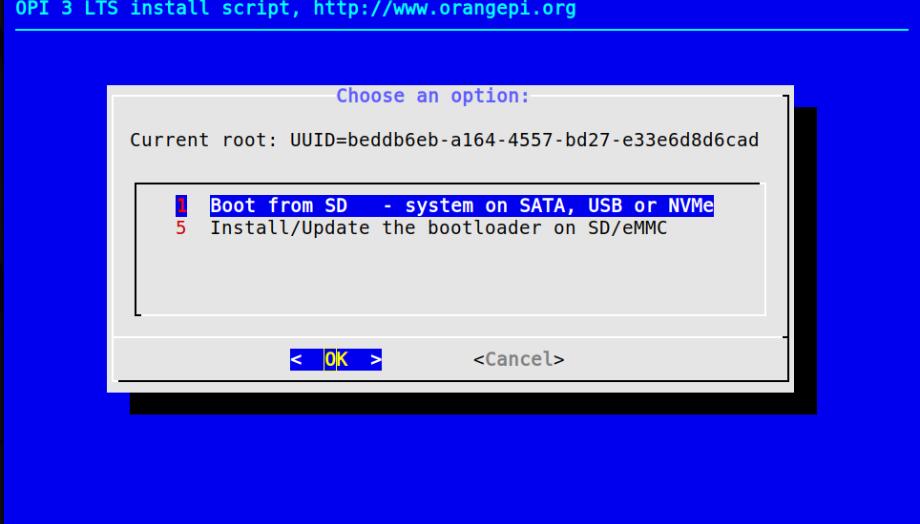 OPI 3 LTS install script, http://www.orangepi.org
Choose an option:
Current root: UUID=beddb6eb-a164-4557-bd27-e33e6d8d6cad
1 Boot from SD - system on SATA, USB or NVMe
5 Install/Update the bootloader on SD/eMMC
< OK > <Cancel>